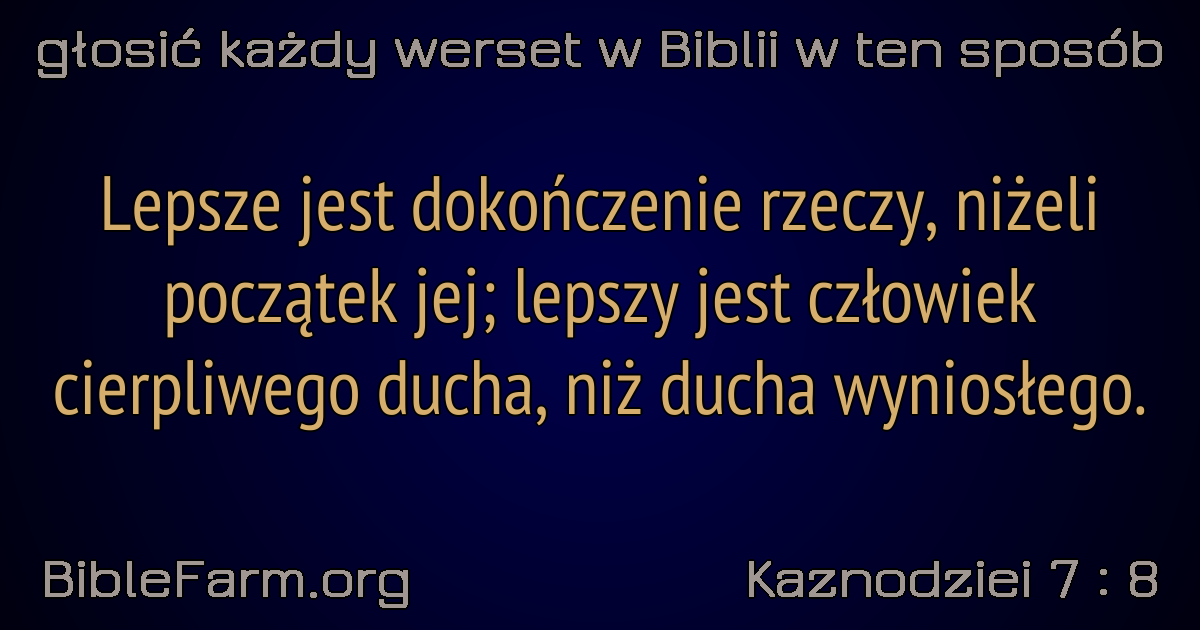 głosić każdy werset w Biblii w ten sposób
Lepsze jest dokończenie rzeczy, niżeli
początek jej; lepszy jest człowiek
cierpliwego ducha, niż ducha wyniosłego.
BibleFarm.org
Kaznodziei 7 : 8